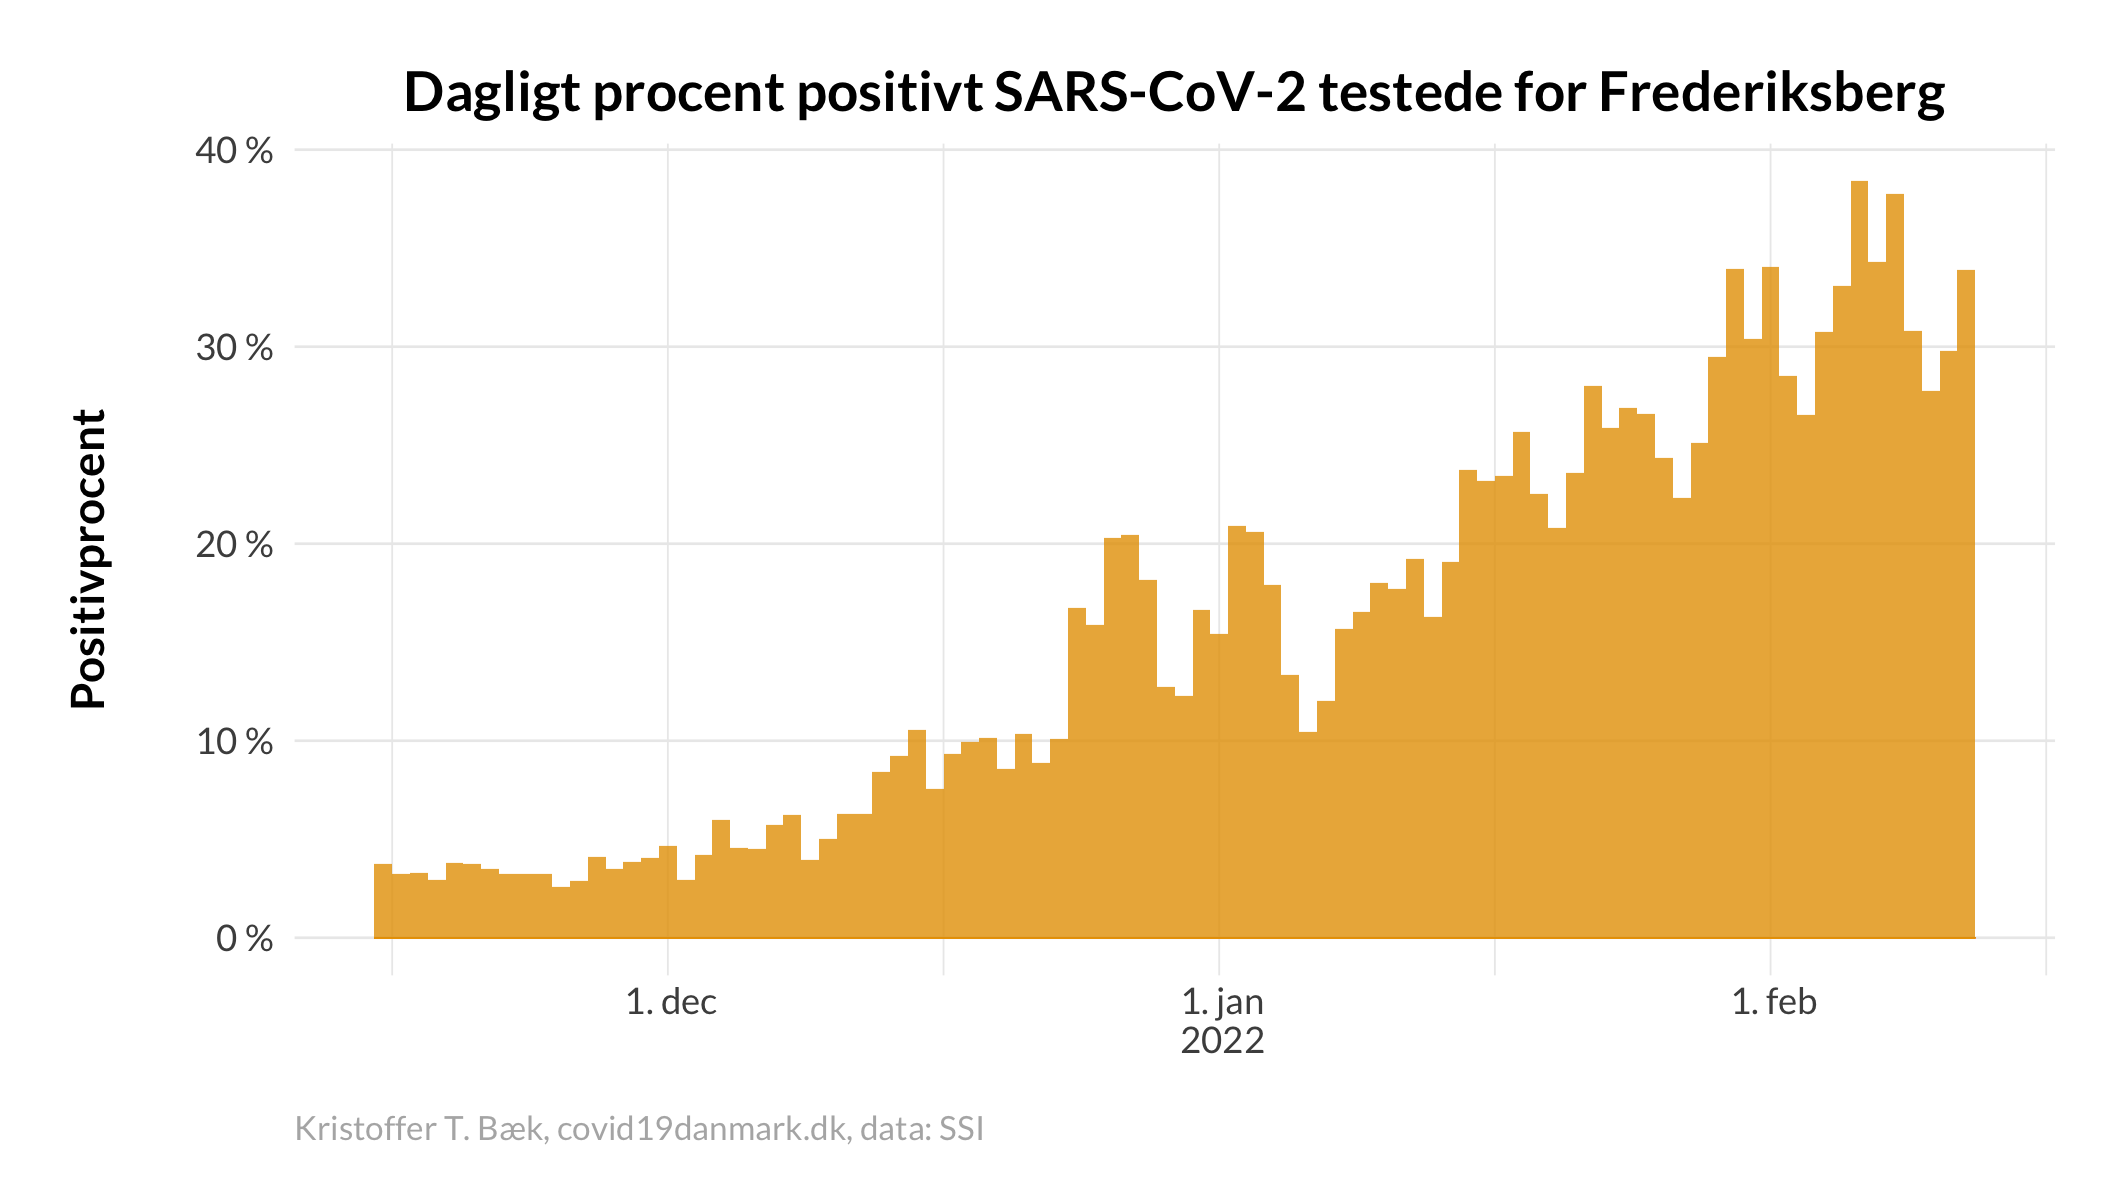 Dagligt procent positivt SARS-CoV-2 testede for Frederiksberg
Positivprocent
40 %
30 %
20 %
10 %
0 %
1. dec
1. jan
2022
1. feb
Kristoffer T. Bæk, covid19danmark.dk, data: SSI